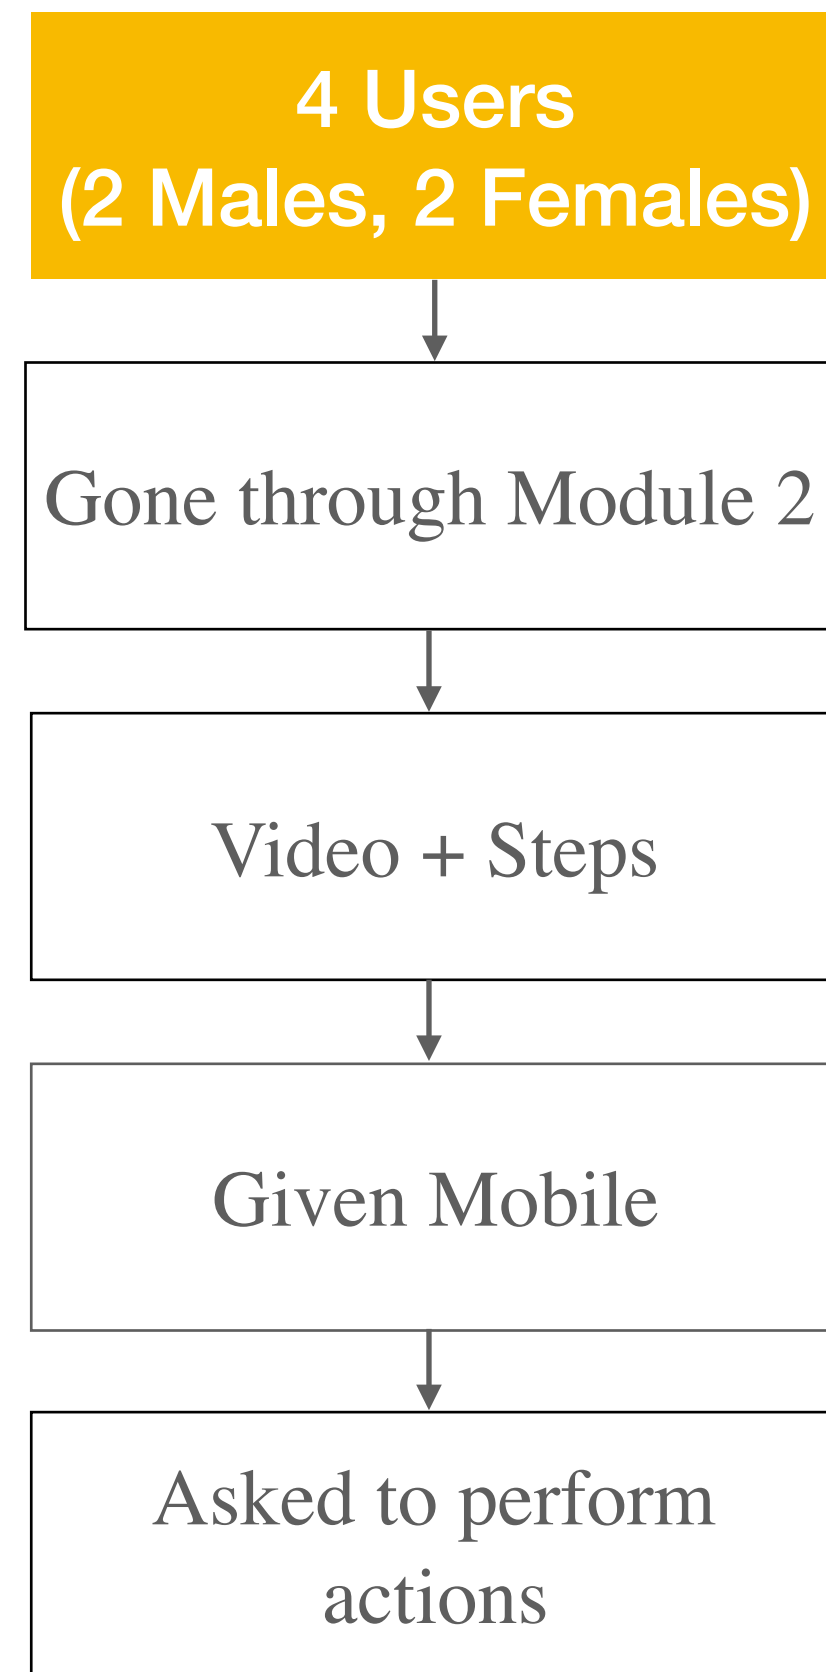 4 Users
(2 Males, 2 Females)
Gone through Module 2
Video + Steps
Given Mobile
Asked to perform
actions